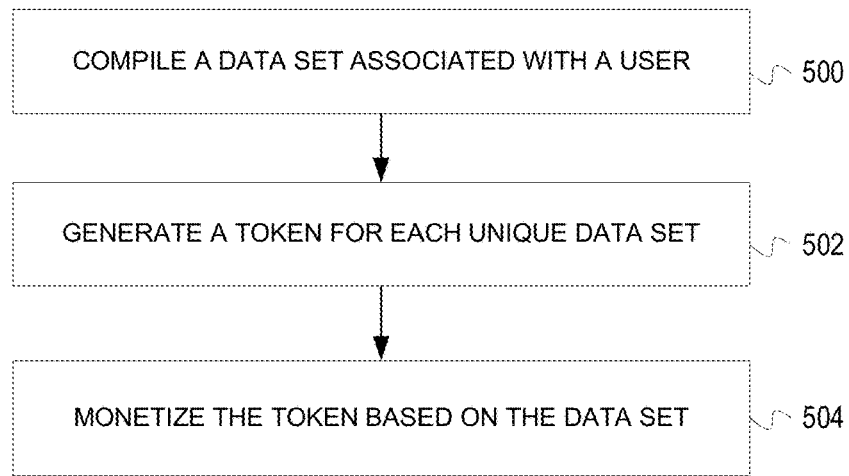 COMPILE A DATA SET ASSOCIATED WITH A USER
500
GENERATE A TOKEN FOR EACH UNIQUE DATA SET
502
MONETIZE THE TOKEN BASED ON THE DATA SET
504